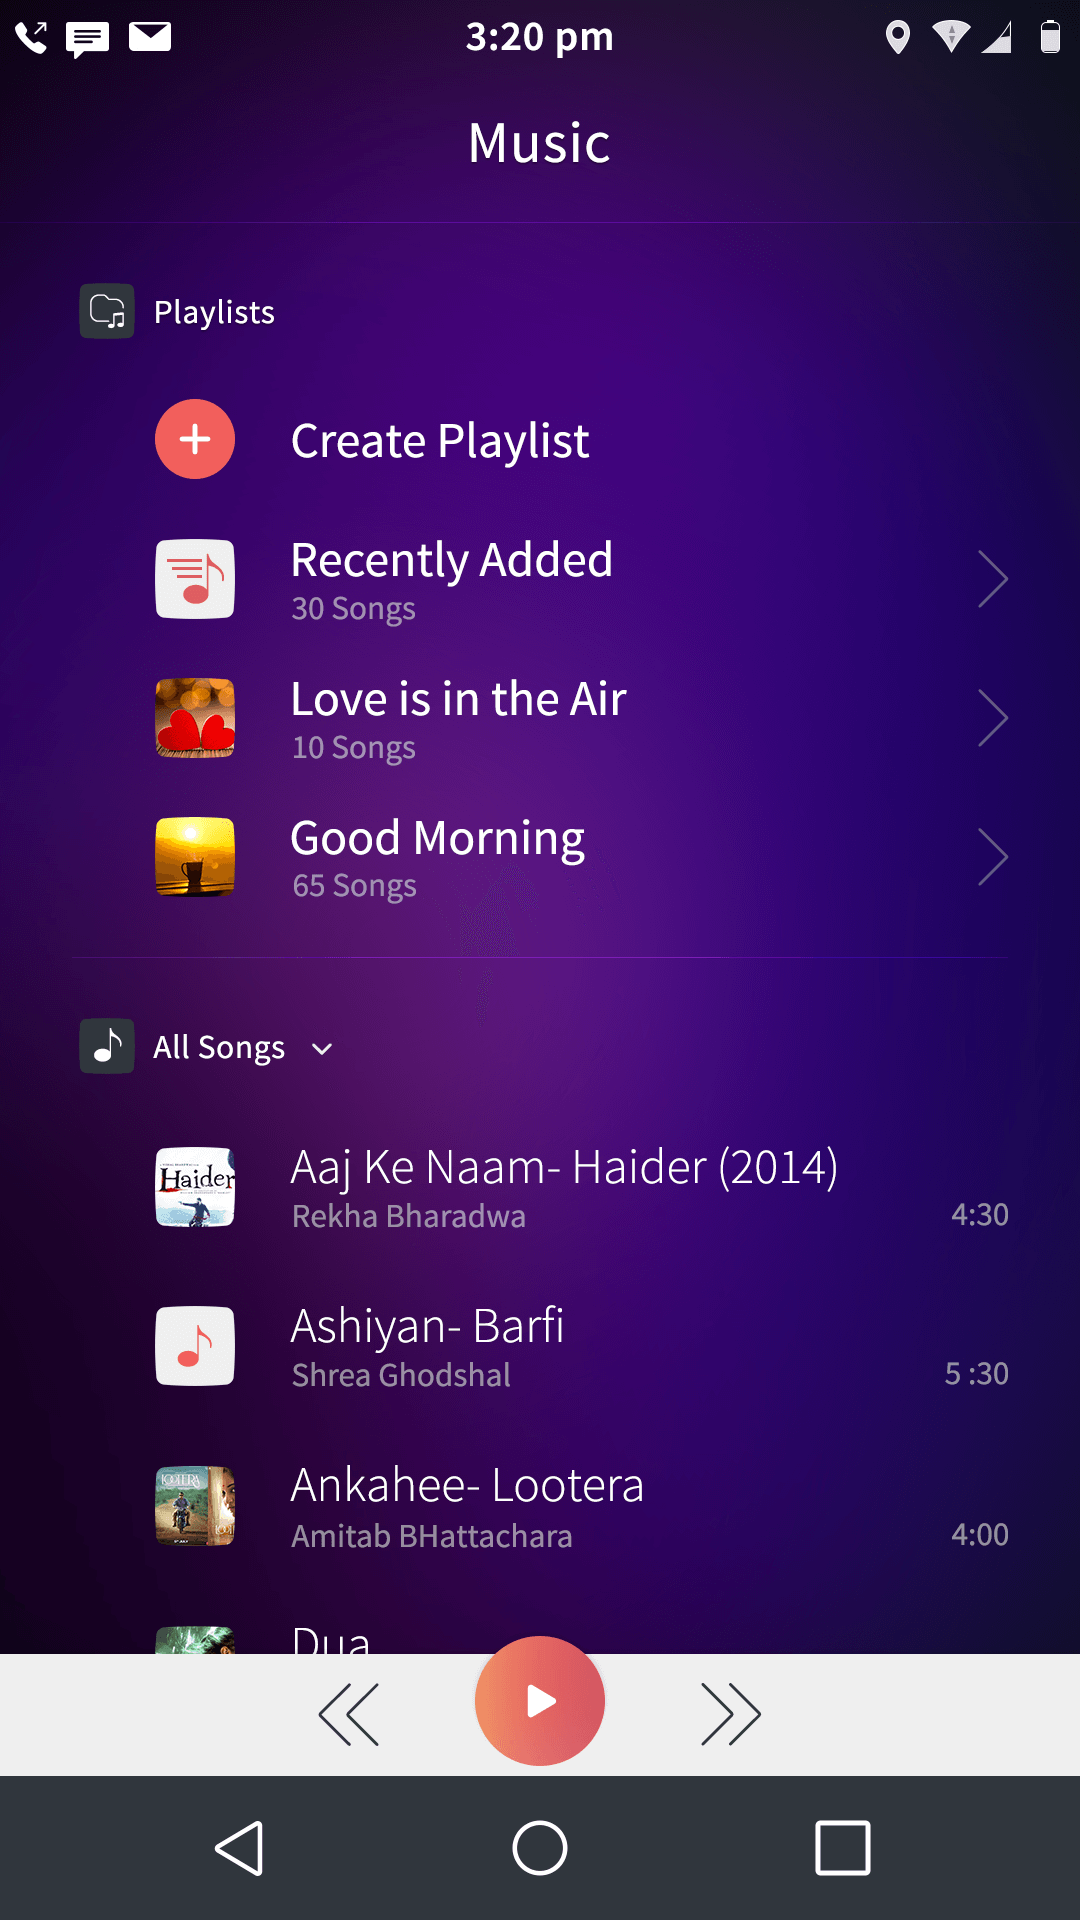 3:20 pm
Music
Playlists
Create Playlist
Recently Added
30 Songs
Love is in the Air
10 Songs
Good Morning
65 Songs
All Songs
Haider
Aaj Ke Naam- Haider (2014)
Rekha Bharadwa
4:30
Ashiyan- Barfi
Shrea Ghodshal
5 :30
LOOTERA
Ankahee- Lootera
Amitab BHattachara
4:00
Dua